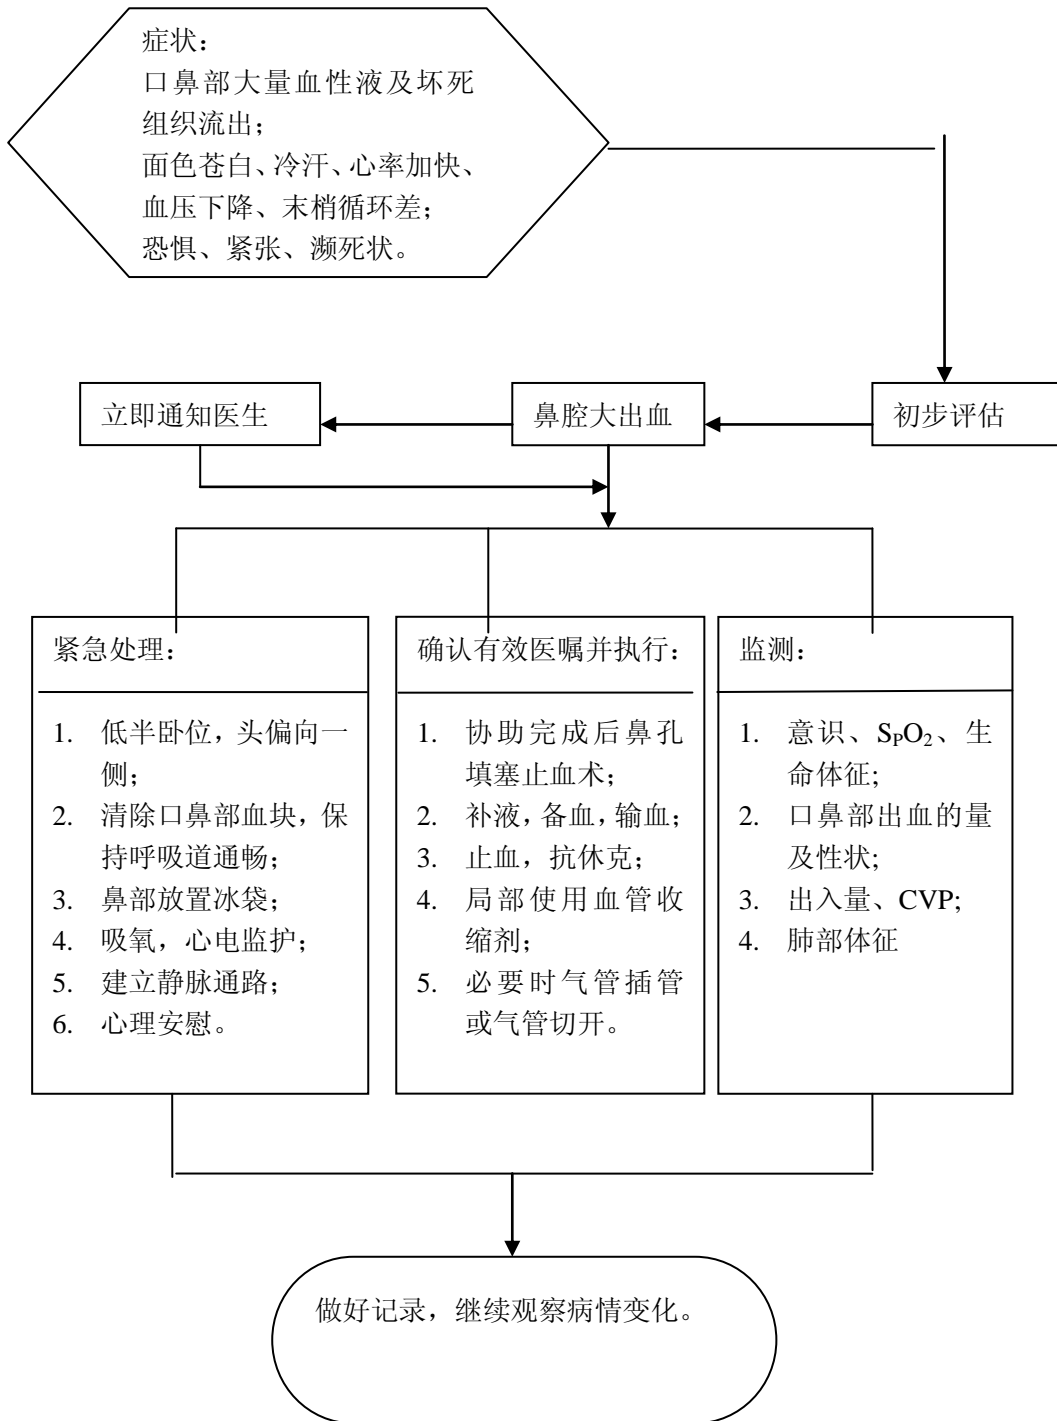 症状：
口鼻部大量血性液及坏死
组织流出；
面色苍白、冷汗、心率加快、
血压下降、末梢循环差；
恐惧、紧张、濒死状。
立即通知医生
鼻腔大出血
初步评估
紧急处理：
1. 低半卧位，头偏向一
侧；
2. 清除口鼻部血块，保
持呼吸道通畅；
3. 鼻部放置冰袋；
4. 吸氧，心电监护；
5. 建立静脉通路；
6. 心理安慰。
确认有效医嘱并执行：
1. 协助完成后鼻孔
填塞止血术；
2. 补液，备血，输血；
3. 止血，抗休克；
4. 局部使用血管收
缩剂；
5. 必要时气管插管
或气管切开。
监测：
1. 意识、SPO2、生
命体征;
2. 口鼻部出血的量
及性状;
3. 出入量、CVP;
4. 肺部体征
做好记录，继续观察病情变化。